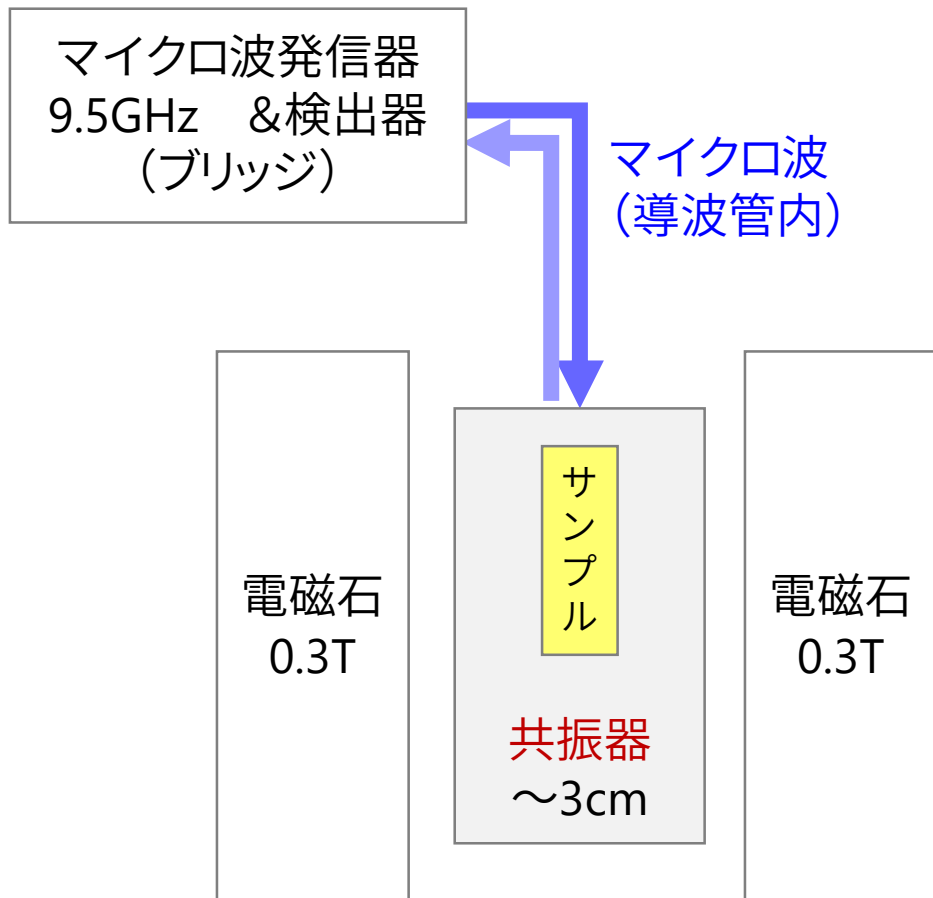 マイクロ波発信器
9.5GHz　&検出器
（ブリッジ）
マイクロ波
（導波管内）
サンプル
電磁石
0.3T
共振器
～3cm
電磁石
0.3T